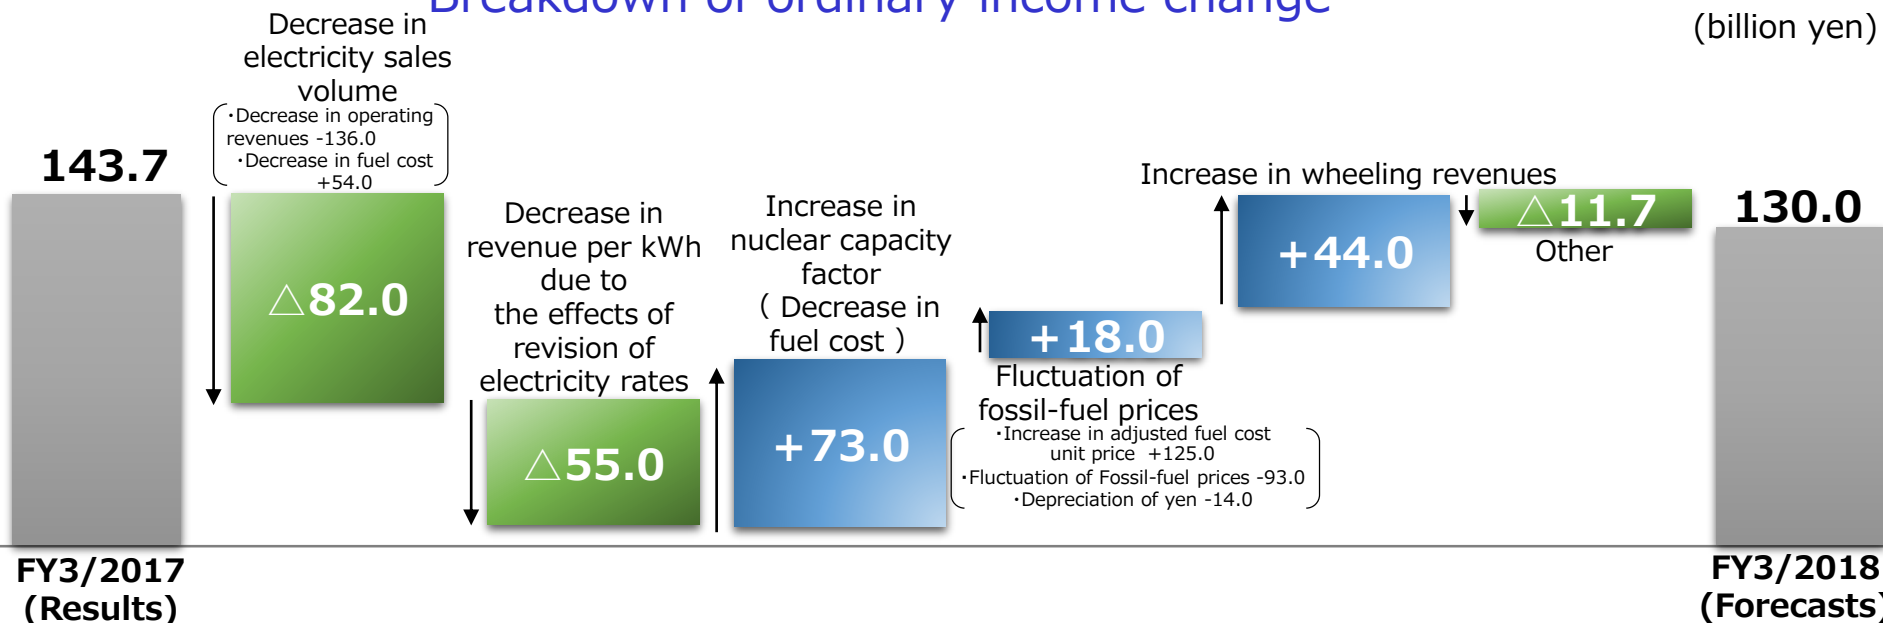 Breakdown of ordinary income change
(billion yen)
143.7
Decrease in
electricity sales
volume
・Decrease in operating
revenues -136.0
・Decrease in fuel cost
+54.0
△82.0
Decrease in
revenue per kWh
due to
the effects of
revision of
electricity rates
△55.0
Increase in
nuclear capacity
factor
( Decrease in
fuel cost )
+73.0
+18.0
Fluctuation of
fossil-fuel prices
・Increase in adjusted fuel cost
unit price +125.0
・Fluctuation of Fossil-fuel prices -93.0
・Depreciation of yen -14.0
Increase in wheeling revenues
+44.0
△11.7
Other
130.0
FY3/2017
(Results)
FY3/2018
(Forecasts)